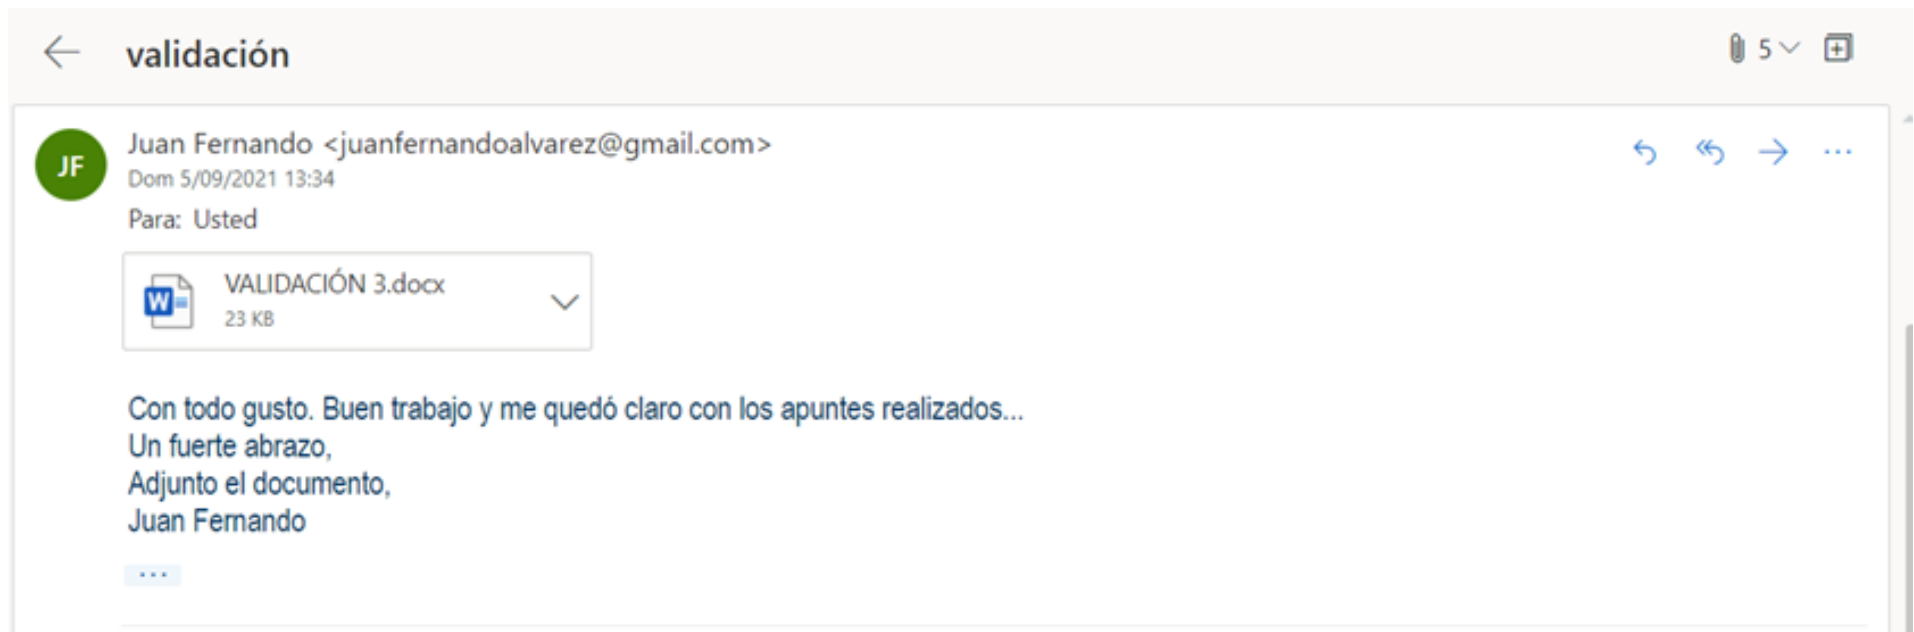 validación
5
JF
Juan Fernando <juanfernandoalvarez@gmail.com>
Dom 5/09/2021 13:34
Para: Usted
W
VALIDACIÓN 3.docx
23 KB
Con todo gusto. Buen trabajo y me quedó claro con los apuntes realizados...
Un fuerte abrazo,
Adjunto el documento,
Juan Fernando
...